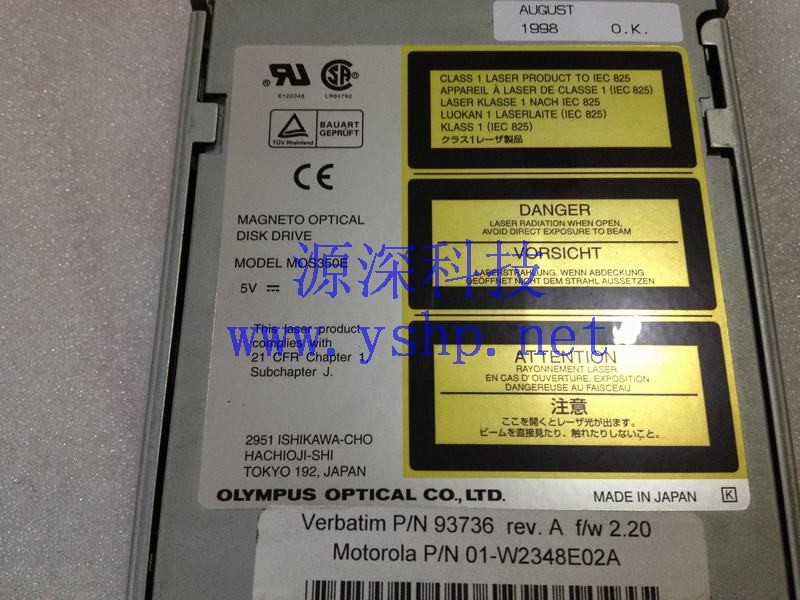 AUGUST
1998 O.K.
E122048 LR84782
TÜV Rheinland
BAUART
GEPRÜFT
CE
MAGNETO OPTICAL
DISK DRIVE
MODEL MOS350E
5V
This laser product
complies with
21 CFR Chapter 1
Subchapter J.
2951 ISHIKAWA-CHO
HACHIOJI-SHI
TOKYO 192, JAPAN
OLYMPUS OPTICAL CO., LTD.
CLASS 1 LASER PRODUCT TO IEC 825
APPAREIL À LASER DE CLASSE 1 (IEC 825)
LASER KLASSE 1 NACH IEC 825
LUOKAN 1 LASERLAITE (IEC 825)
KLASS 1 (IEC 825)
クラス1レーザ製品
DANGER
LASER RADIATION WHEN OPEN,
AVOID DIRECT EXPOSURE TO BEAM
VORSICHT
LASERSTRAHLUNG, WENN ABDECKUNG
GEÖFFNET NICHT DEM STRAHL AUSSETZEN
ATTENTION
RAYONNEMENT LASER
EN CAS D'OUVERTURE, EXPOSITION
DANGEREUSE AU FAISCEAU
注意
ここを開くとレーザ光が出ます。
ビームを直接見たり、触れたりしないこと。
MADE IN JAPAN K
源深科技
www.yshp.net
Verbatim P/N 93736 rev. A f/w 2.20
Motorola P/N 01-W2348E02A